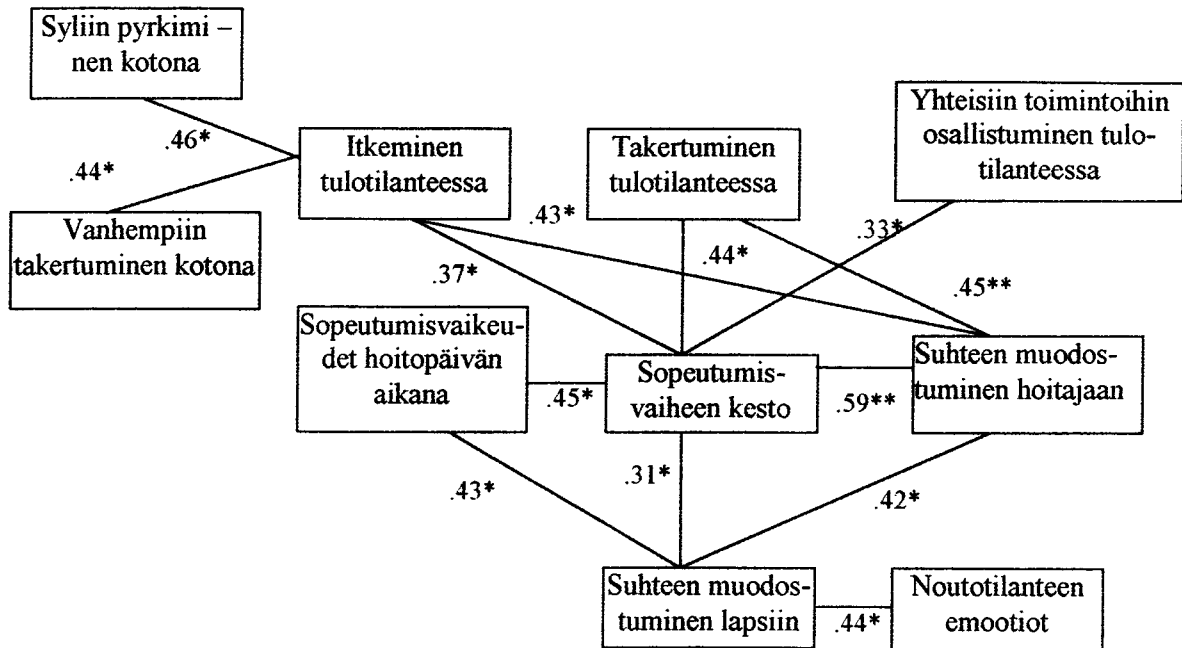 Syliin pyrkimi –
nen kotona
.46*
.44*
Vanhempiin
takertuminen kotona
Itkeminen
tulotilanteessa
Takertuminen
tulotilanteessa
Yhteisiin toimintoihin
osallistuminen tulo-
tilanteessa
.43*
.37*
.44*
.33*
.45**
Sopeutumisvaikeu-
det hoitopäivän
aikana
.45*
Sopeutumis-
vaiheen kesto
.59**
Suhteen muodos-
tuminen hoitajaan
.43*
.31*
.42*
Suhteen muodos-
tuminen lapsiin
.44*
Noutotilanteen
emootiot